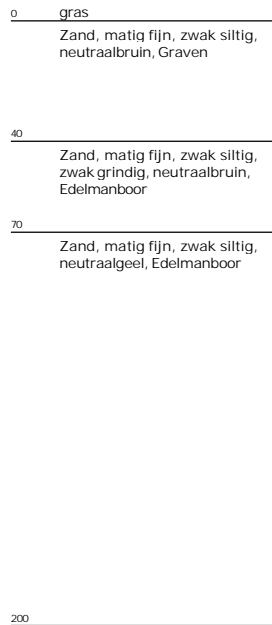 0 gras
Zand, matig fijn, zwak siltig,
neutraalbruin, Graven
40
Zand, matig fijn, zwak siltig,
zwak grindig, neutraalbruin,
Edelmanboor
70
Zand, matig fijn, zwak siltig,
neutraalgeel, Edelmanboor
200